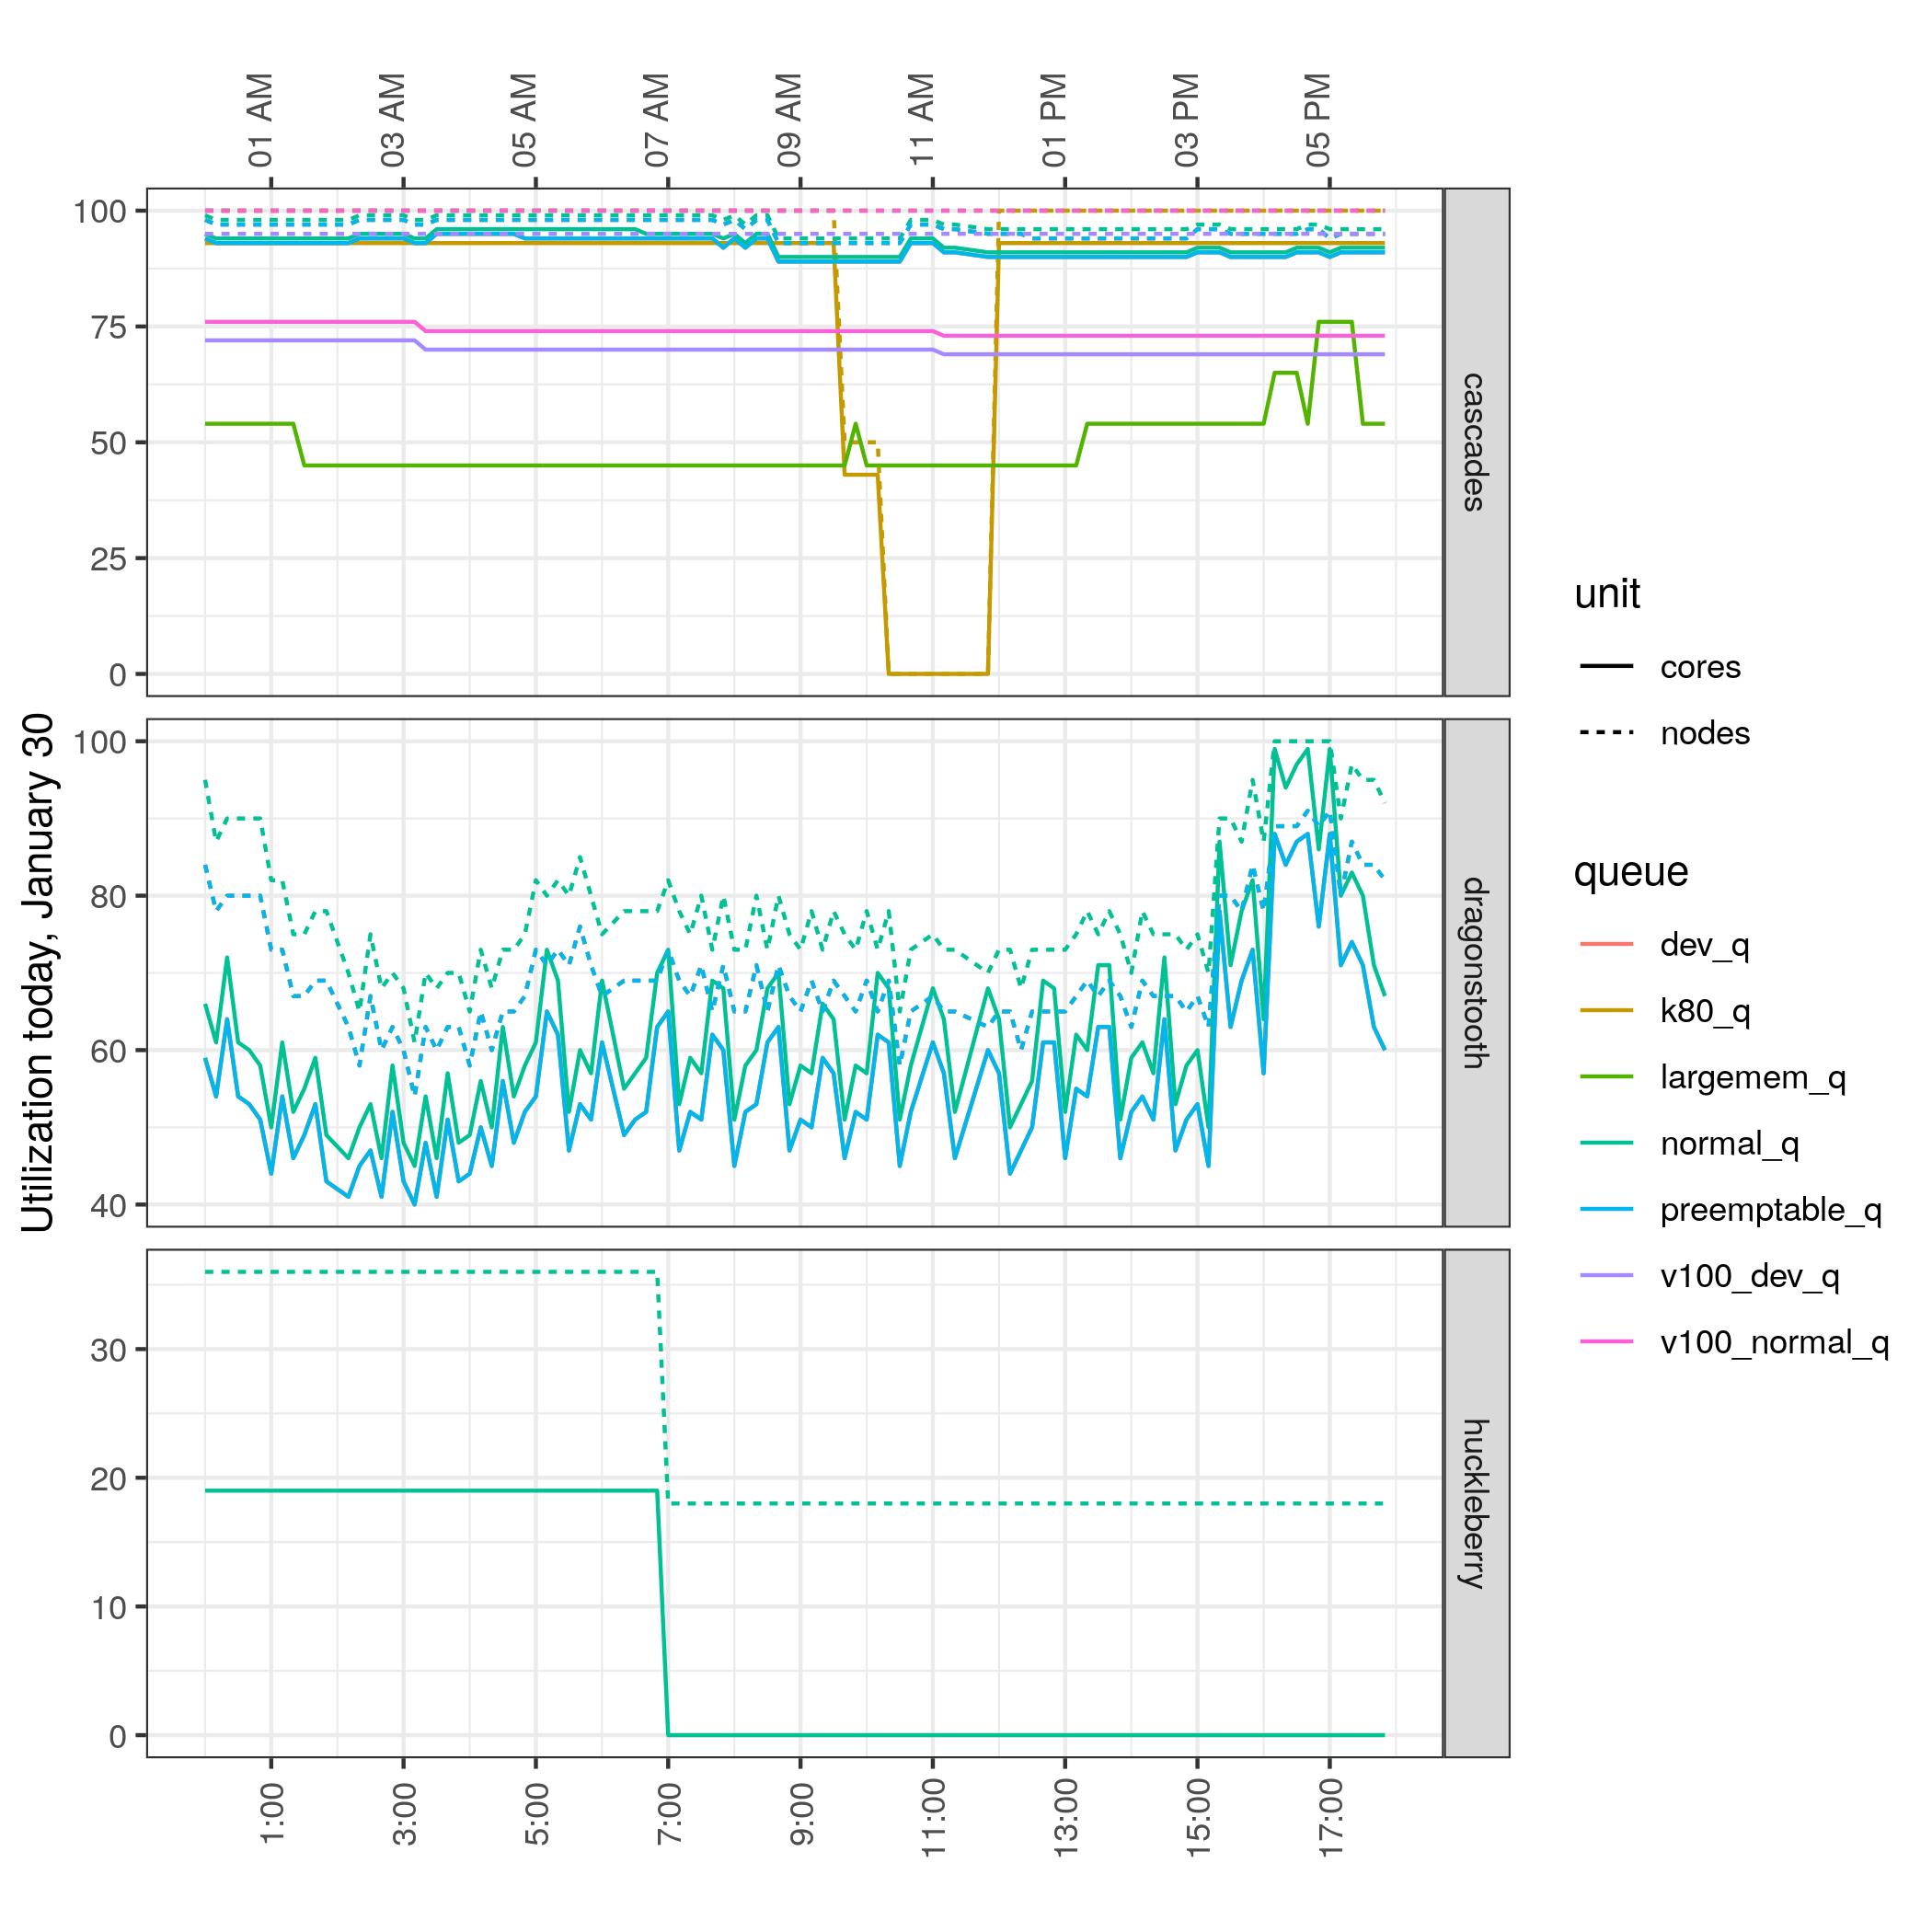 01 AM
03 AM
05 AM
07 AM
09 AM
11 AM
01 PM
03 PM
05 PM
Utilization today, January 30
100
75
50
25
0
cascades
100
80
60
40
dragonstooth
30
20
10
0
huckleberry
1:00
3:00
5:00
7:00
9:00
11:00
13:00
15:00
17:00
unit
cores
nodes
queue
dev_q
k80_q
largemem_q
normal_q
preemptable_q
v100_dev_q
v100_normal_q